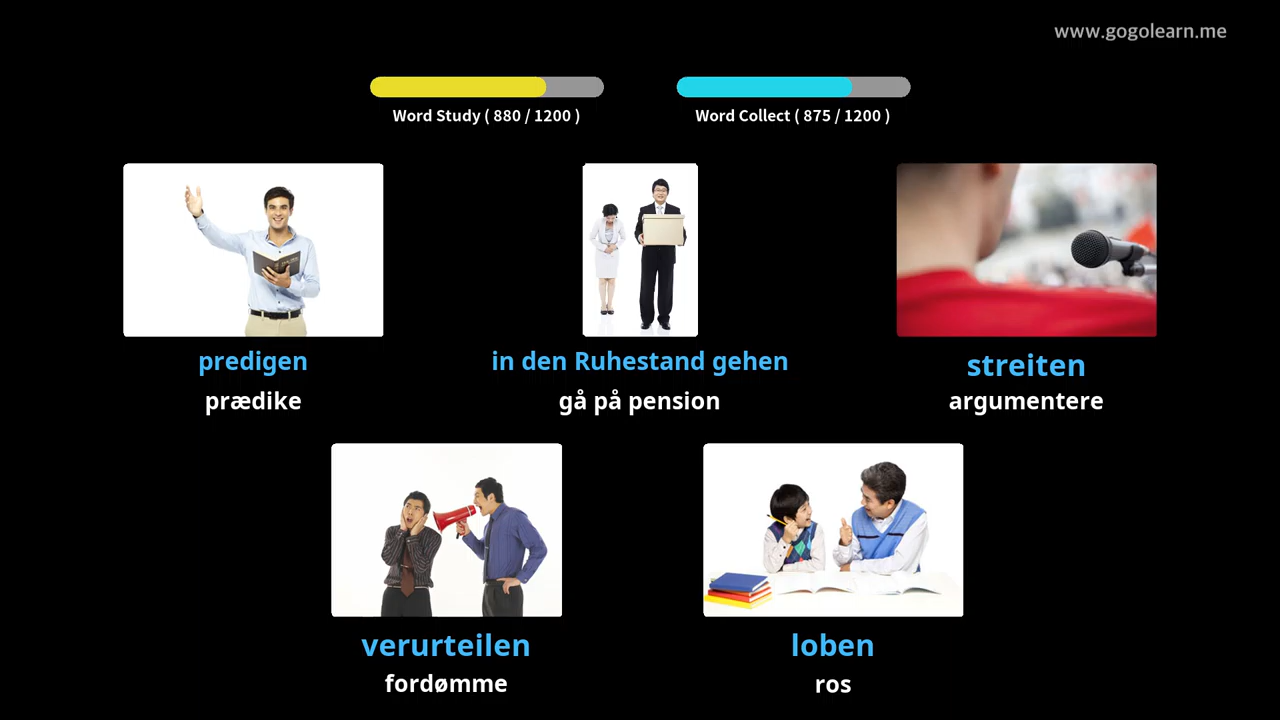 www.gogolearn.me
Word Study ( 880 / 1200 )
Word Collect ( 875 / 1200 )
predigen
prædike
in den Ruhestand gehen
gå på pension
streiten
argumentere
verurteilen
fordømme
loben
ros